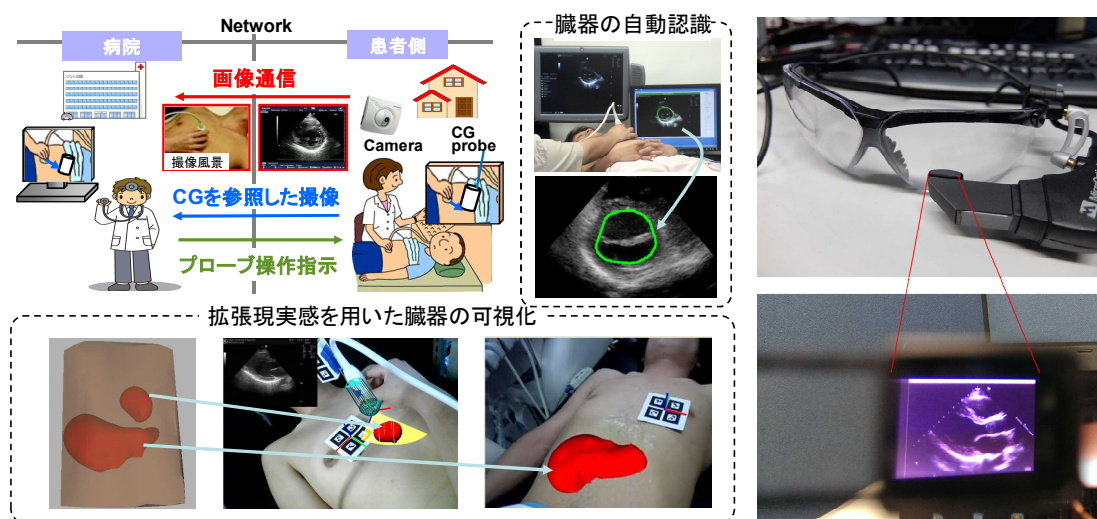 Network
病院
患者側
画像通信
撮像風景
Camera
CG
probe
CGを参照した撮像
プローブ操作指示
臓器の自動認識
拡張現実感を用いた臓器の可視化